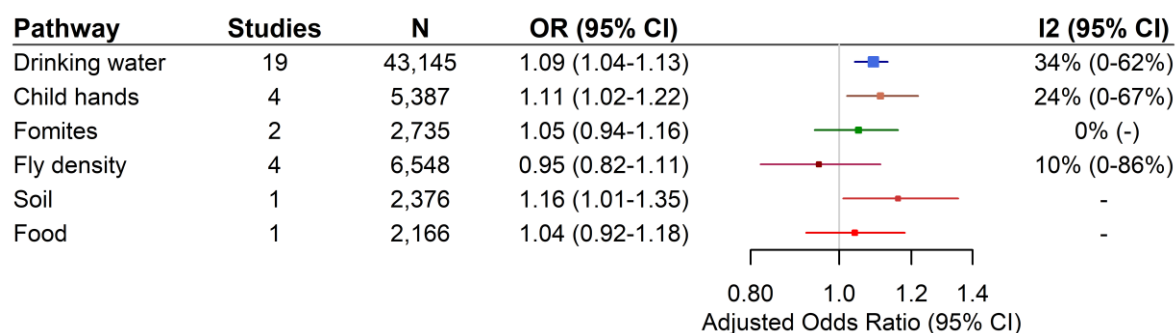 Pathway Studies N OR (95% CI) I2 (95% CI)
Drinking water 19 43,145 1.09 (1.04-1.13) 34% (0-62%)
Child hands 4 5,387 1.11 (1.02-1.22) 24% (0-67%)
Fomites 2 2,735 1.05 (0.94-1.16) 0% (-)
Fly density 4 6,548 0.95 (0.82-1.11) 10% (0-86%)
Soil 1 2,376 1.16 (1.01-1.35) -
Food 1 2,166 1.04 (0.92-1.18) -
0.80 1.0 1.2 1.4
Adjusted Odds Ratio (95% CI)